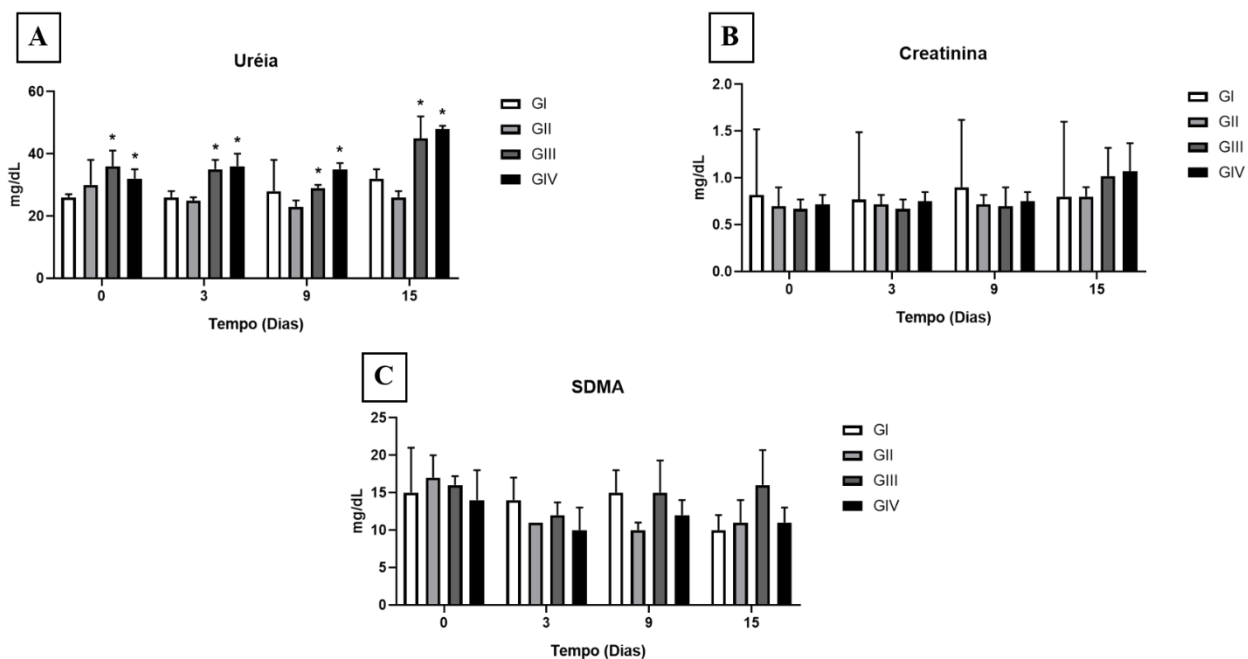 A
Uréia
60
40
20
0
mg/dL
* * * * * * * *
0 3 9 15
Tempo (Dias)
GI
GII
GIII
GIV
B
Creatinina
2.0
1.5
1.0
0.5
0.0
mg/dL
0 3 9 15
Tempo (Dias)
GI
GII
GIII
GIV
C
SDMA
25
20
15
10
5
0
mg/dL
0 3 9 15
Tempo (Dias)
GI
GII
GIII
GIV